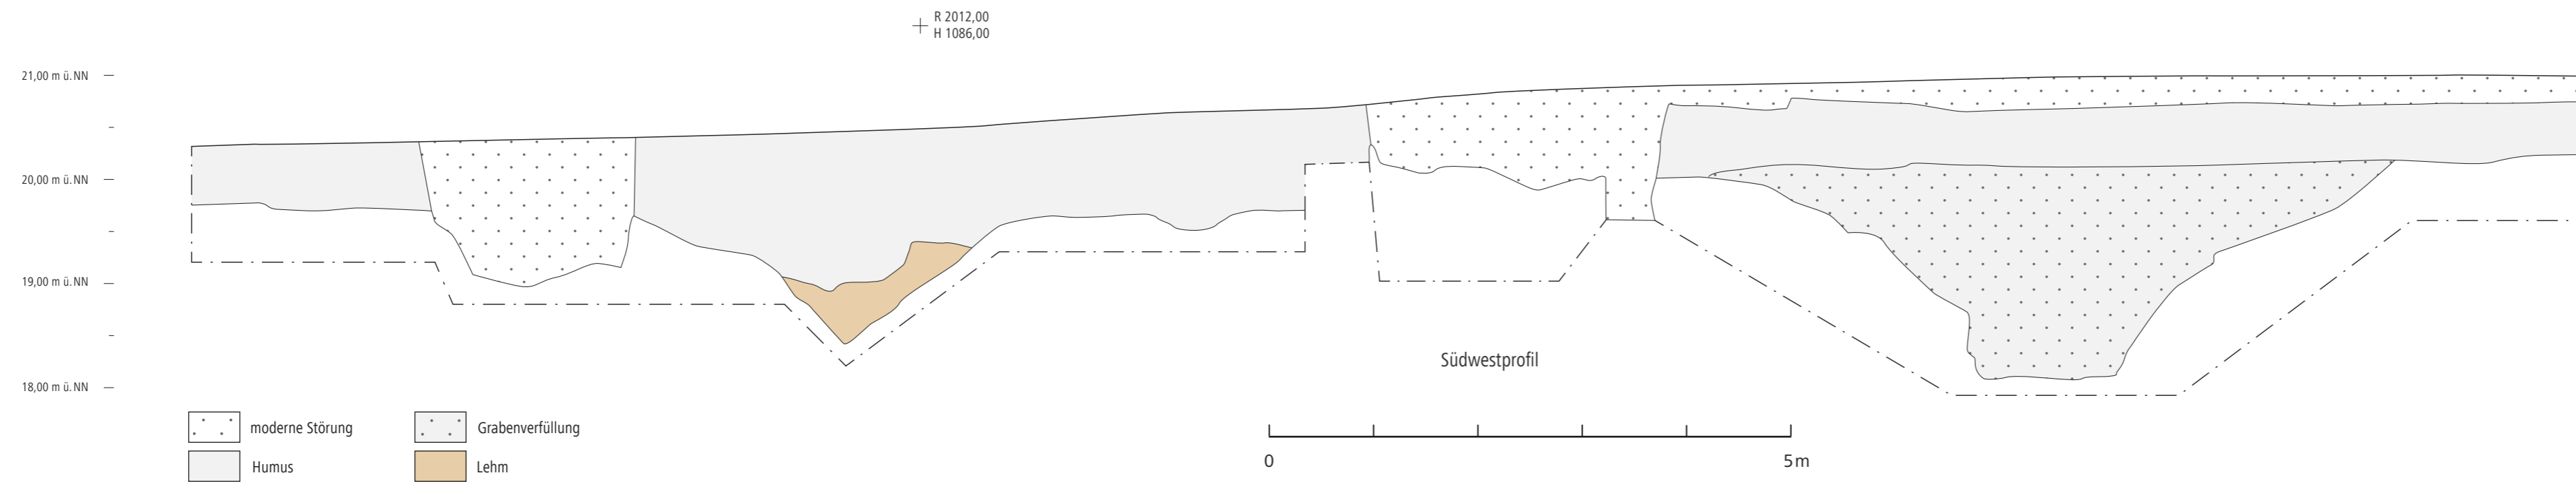 R 2012,00
H 1086,00
21,00 m ü. NN
20,00 m ü. NN
19,00 m ü. NN
18,00 m ü. NN
Südwestprofil
moderne Störung
Grabenverfüllung
Humus
Lehm
0 5 m